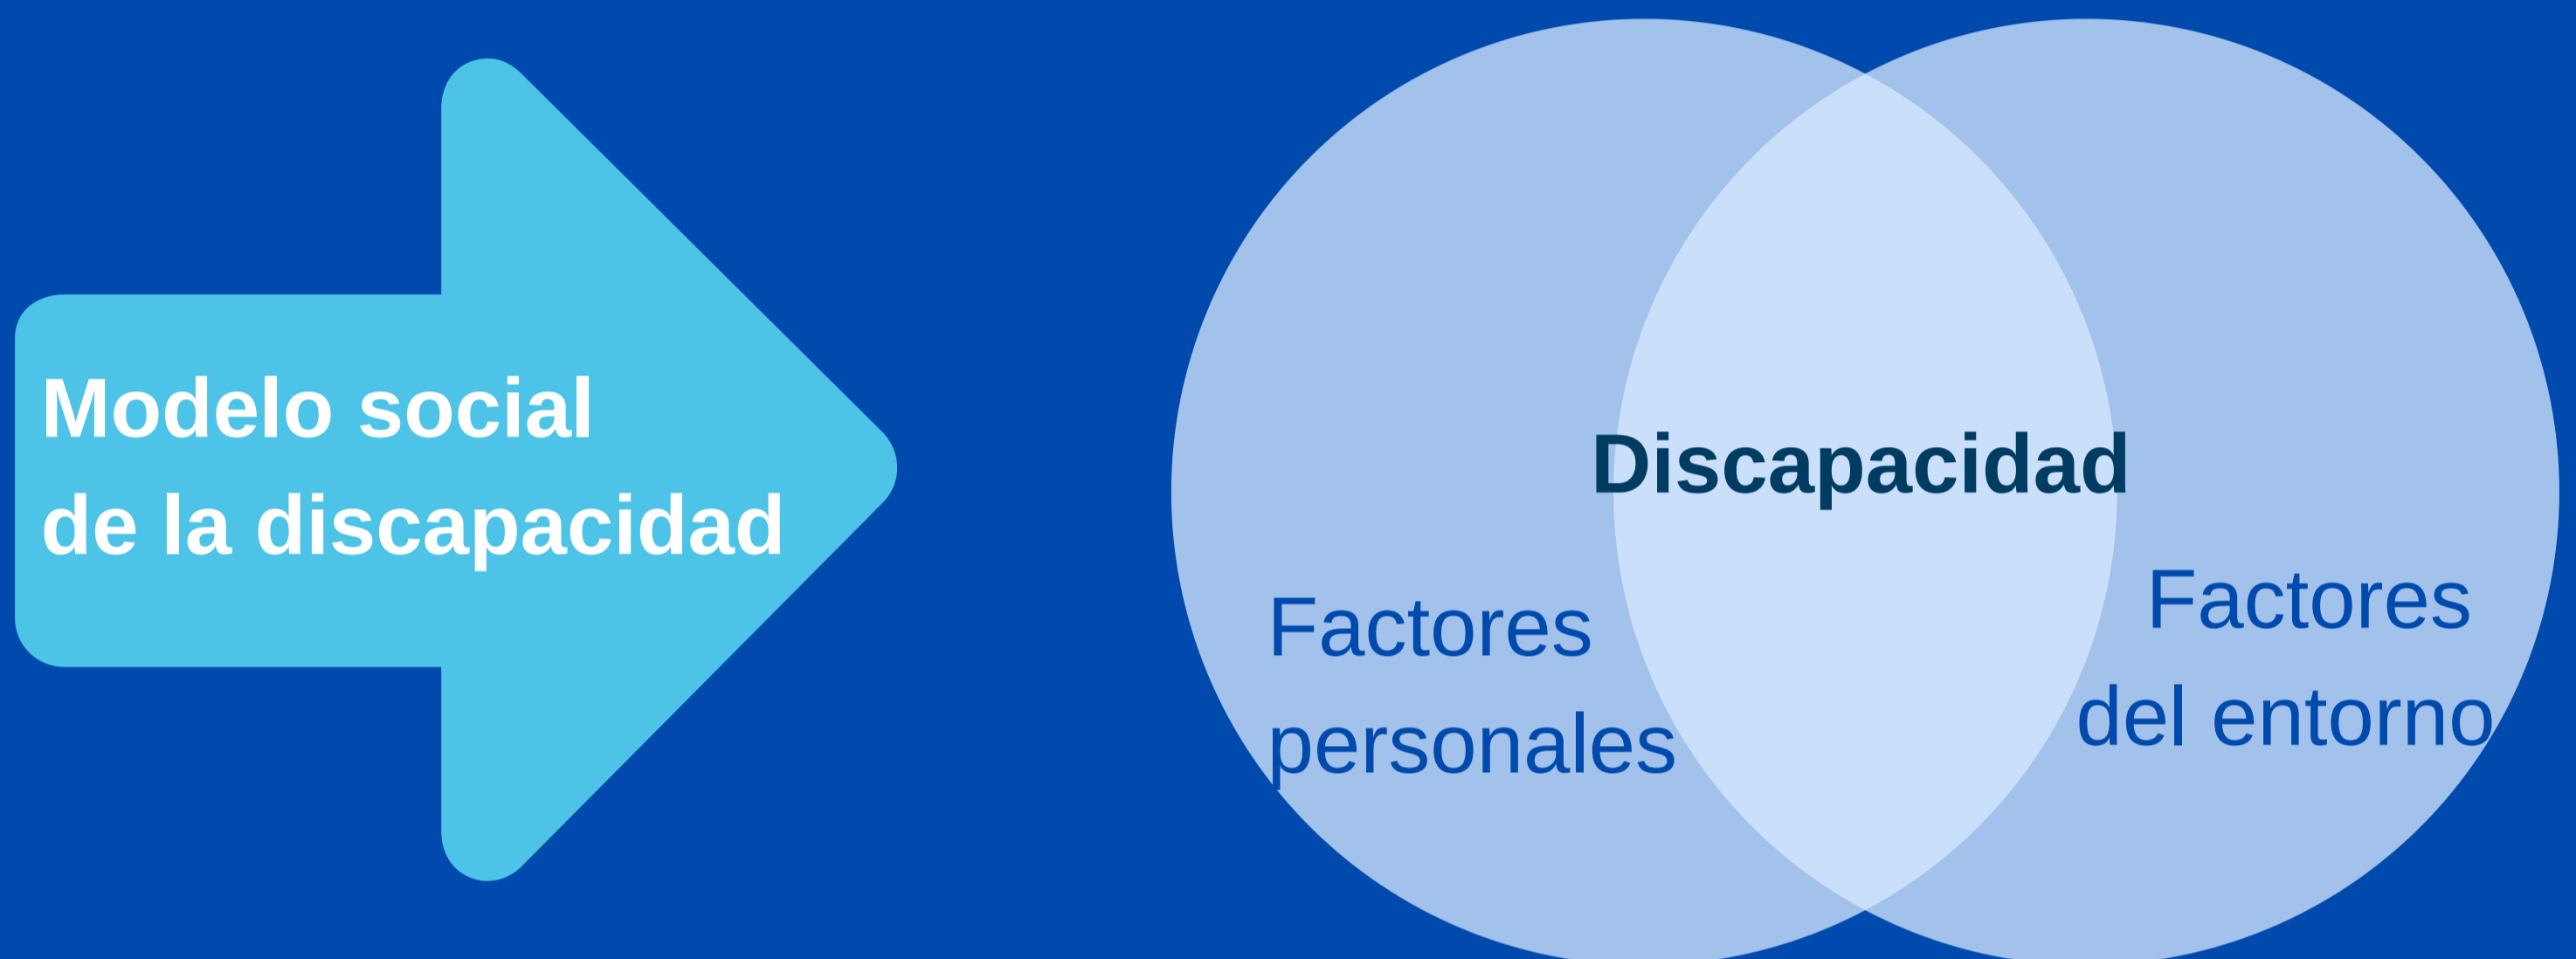 Modelo social
de la discapacidad
Discapacidad
Factores
personales
Factores
del entorno